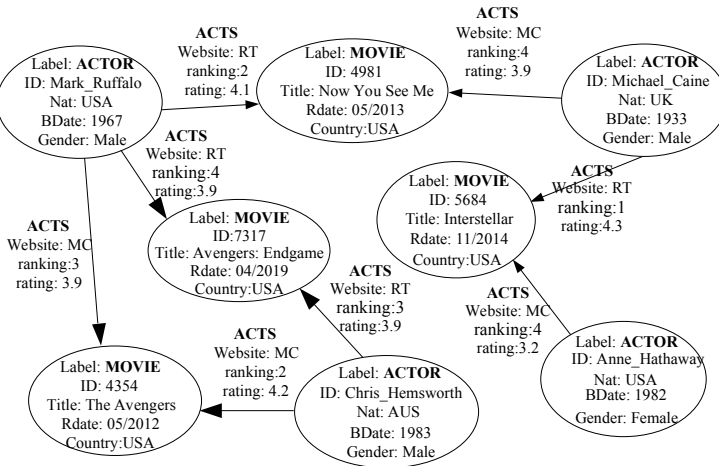 ACTS
Website: RT
ranking:2
rating: 4.1
ACTS
Website: MC
ranking:4
rating: 3.9
Label: ACTOR
ID: Mark_Ruffalo
Nat: USA
BDate: 1967
Gender: Male
Label: MOVIE
ID: 4981
Title: Now You See Me
Rdate: 05/2013
Country:USA
Label: ACTOR
ID: Michael_Caine
Nat: UK
BDate: 1933
Gender: Male
ACTS
Website: RT
ranking:4
rating:3.9
ACTS
Website: RT
ranking:1
rating:4.3
ACTS
Website: MC
ranking:3
rating: 3.9
Label: MOVIE
ID:7317
Title: Avengers: Endgame
Rdate: 04/2019
Country:USA
Label: MOVIE
ID: 5684
Title: Interstellar
Rdate: 11/2014
Country:USA
ACTS
Website: RT
ranking:3
rating:3.9
ACTS
Website: MC
ranking:4
rating:3.2
ACTS
Website: MC
ranking:2
rating: 4.2
Label: MOVIE
ID: 4354
Title: The Avengers
Rdate: 05/2012
Country:USA
Label: ACTOR
ID: Chris_Hemsworth
Nat: AUS
BDate: 1983
Gender: Male
Label: ACTOR
ID: Anne_Hathaway
Nat: USA
BDate: 1982
Gender: Female